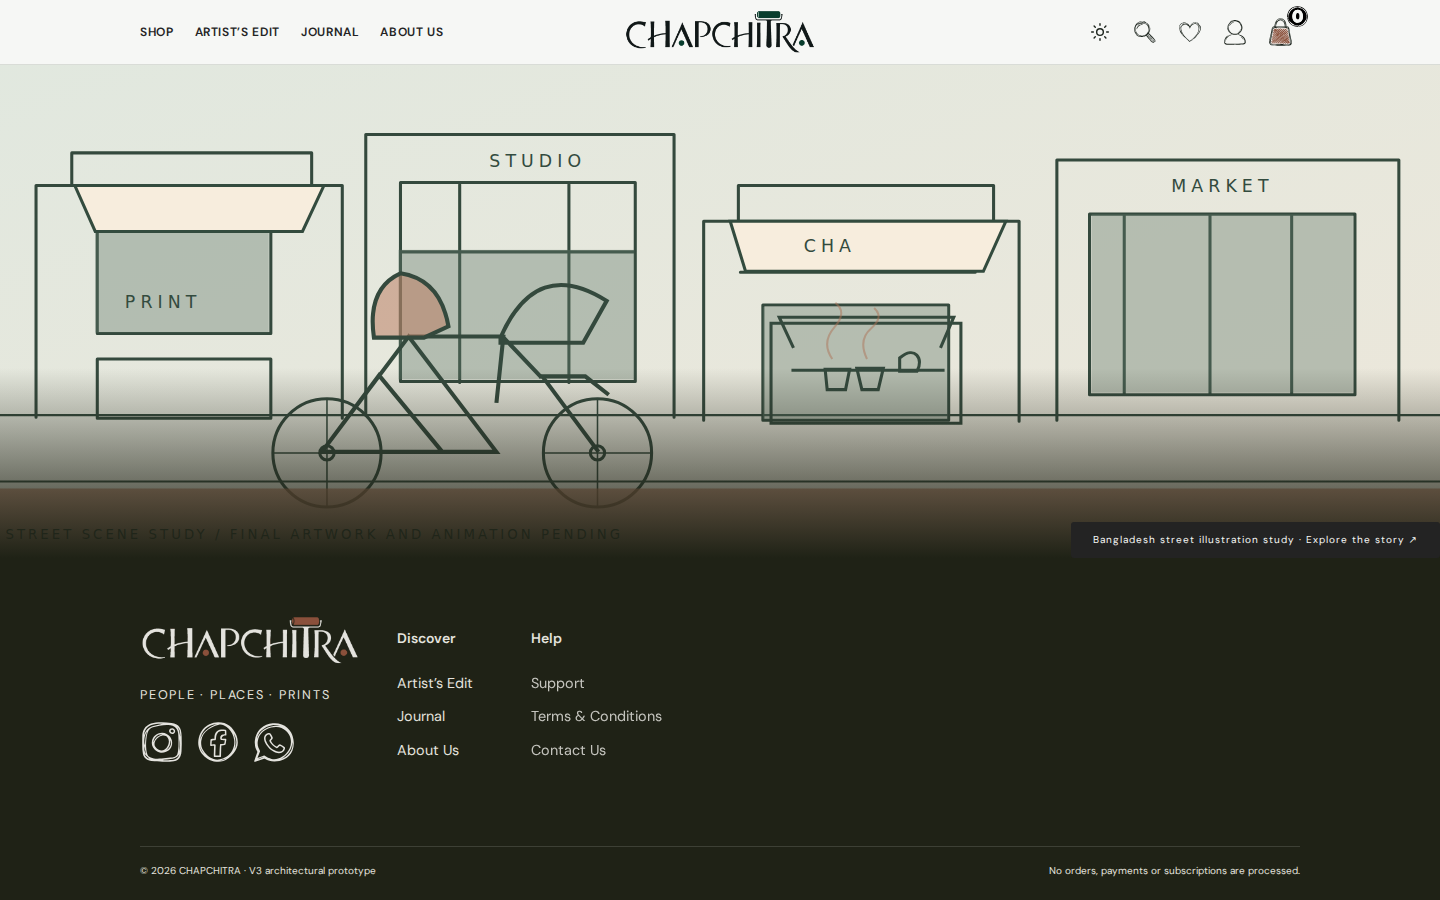 SHOP ARTIST’S EDIT JOURNAL ABOUT US CHAPCHITRA 0
STUDIO
MARKET
CHA
PRINT
STREET SCENE STUDY / FINAL ARTWORK AND ANIMATION PENDING
Bangladesh street illustration study · Explore the story ↗
CHAPCHITRA
PEOPLE · PLACES · PRINTS
Discover
Artist’s Edit
Journal
About Us
Help
Support
Terms & Conditions
Contact Us
© 2026 CHAPCHITRA · V3 architectural prototype
No orders, payments or subscriptions are processed.